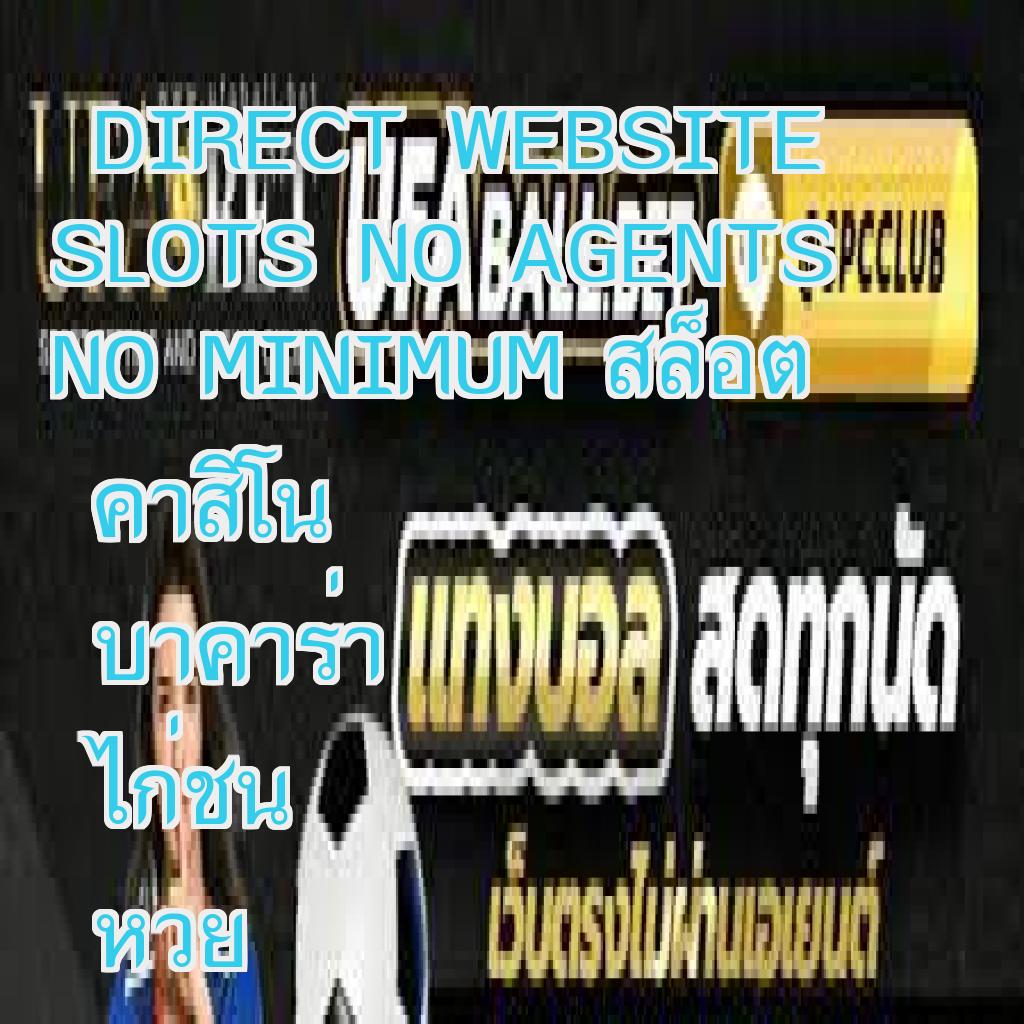 DIRECT WEBSITE
SLOTS NO AGENTS
NO MINIMUM สล็อต
คาสิโน
บาคาร่า
ไก่ชน
หวย
UFABALL.BET
PCCLUB
แทงบอล สดทุกนัด
เว็บตรงไม่ผ่านเอเยนต์